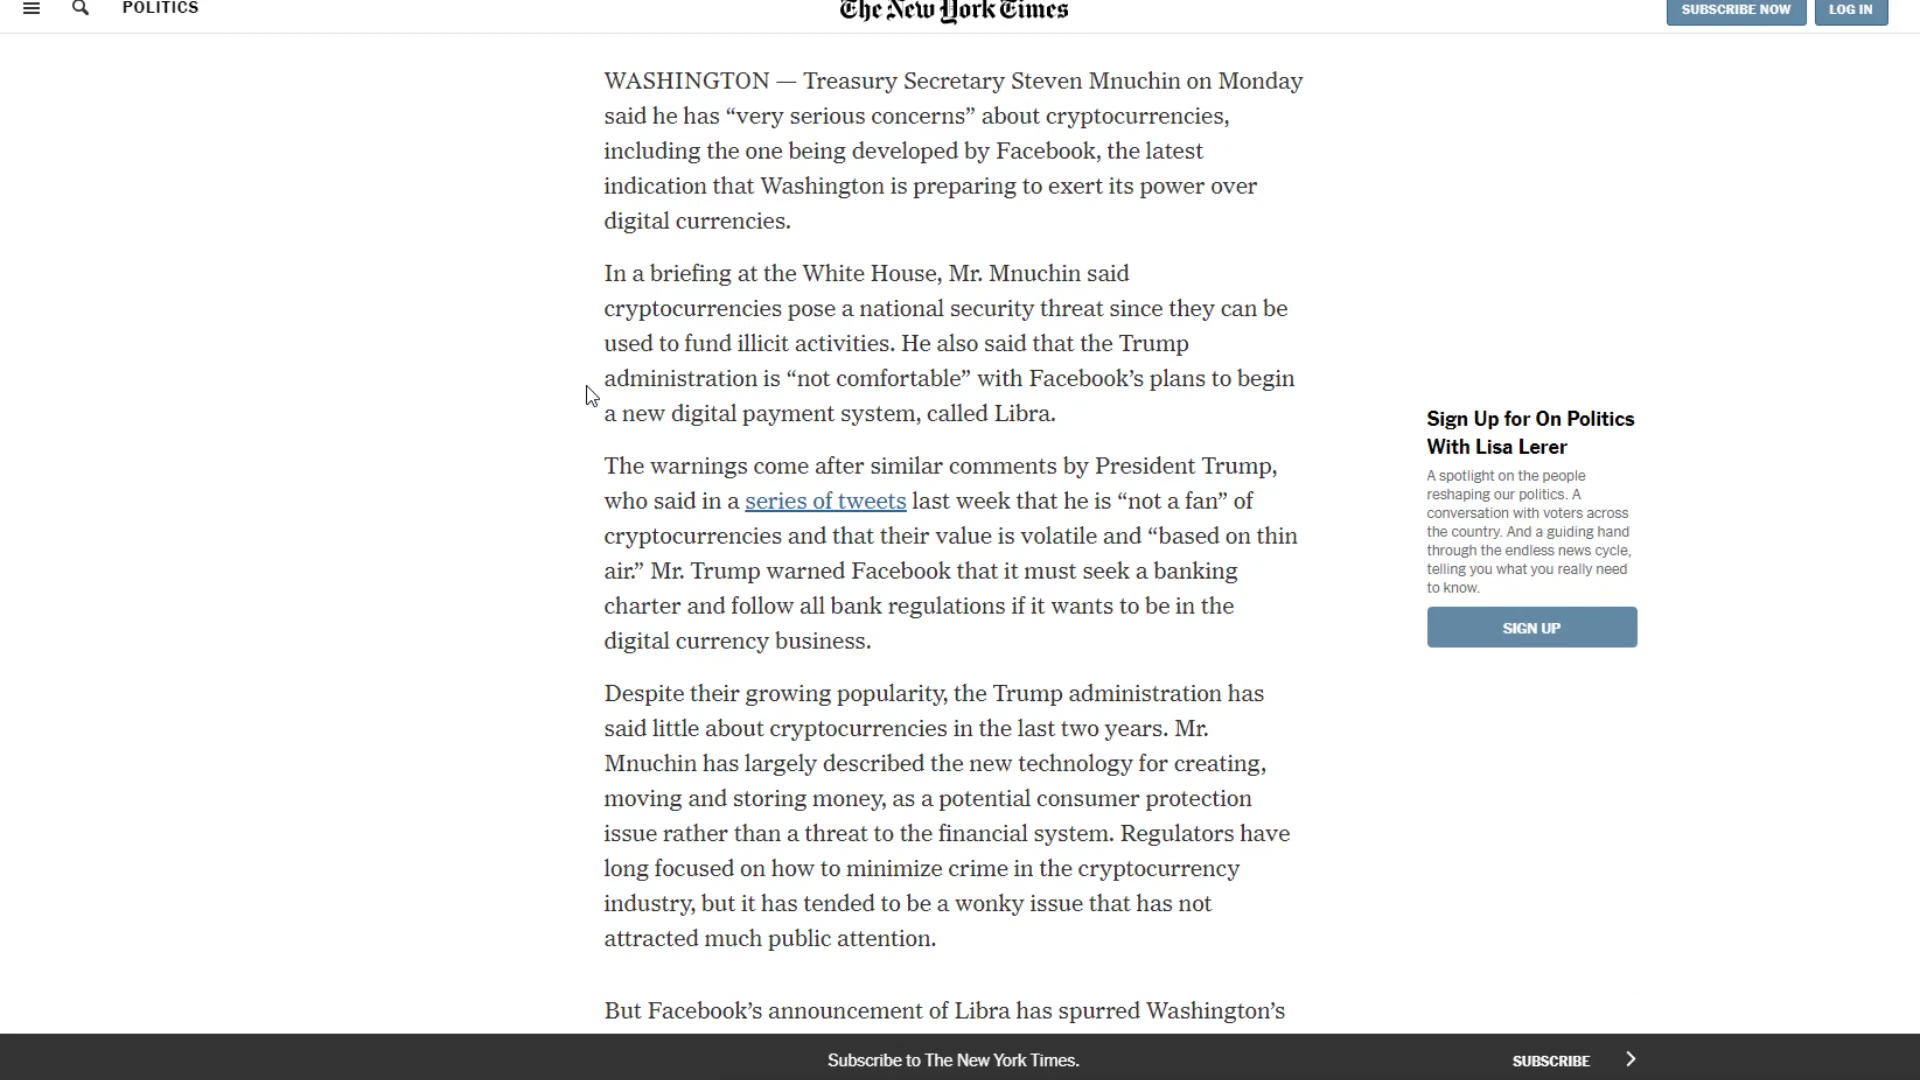 POLITICS
The New York Times
SUBSCRIBE NOW
LOG IN
WASHINGTON — Treasury Secretary Steven Mnuchin on Monday
said he has “very serious concerns” about cryptocurrencies,
including the one being developed by Facebook, the latest
indication that Washington is preparing to exert its power over
digital currencies.
In a briefing at the White House, Mr. Mnuchin said
cryptocurrencies pose a national security threat since they can be
used to fund illicit activities. He also said that the Trump
administration is “not comfortable” with Facebook’s plans to begin
a new digital payment system, called Libra.
The warnings come after similar comments by President Trump,
who said in a series of tweets last week that he is “not a fan” of
cryptocurrencies and that their value is volatile and “based on thin
air.” Mr. Trump warned Facebook that it must seek a banking
charter and follow all bank regulations if it wants to be in the
digital currency business.
Despite their growing popularity, the Trump administration has
said little about cryptocurrencies in the last two years. Mr.
Mnuchin has largely described the new technology for creating,
moving and storing money, as a potential consumer protection
issue rather than a threat to the financial system. Regulators have
long focused on how to minimize crime in the cryptocurrency
industry, but it has tended to be a wonky issue that has not
attracted much public attention.
But Facebook’s announcement of Libra has spurred Washington’s
Sign Up for On Politics
With Lisa Lerer
A spotlight on the people
reshaping our politics. A
conversation with voters across
the country. And a guiding hand
through the endless news cycle,
telling you what you really need
to know.
SIGN UP
Subscribe to The New York Times.
SUBSCRIBE